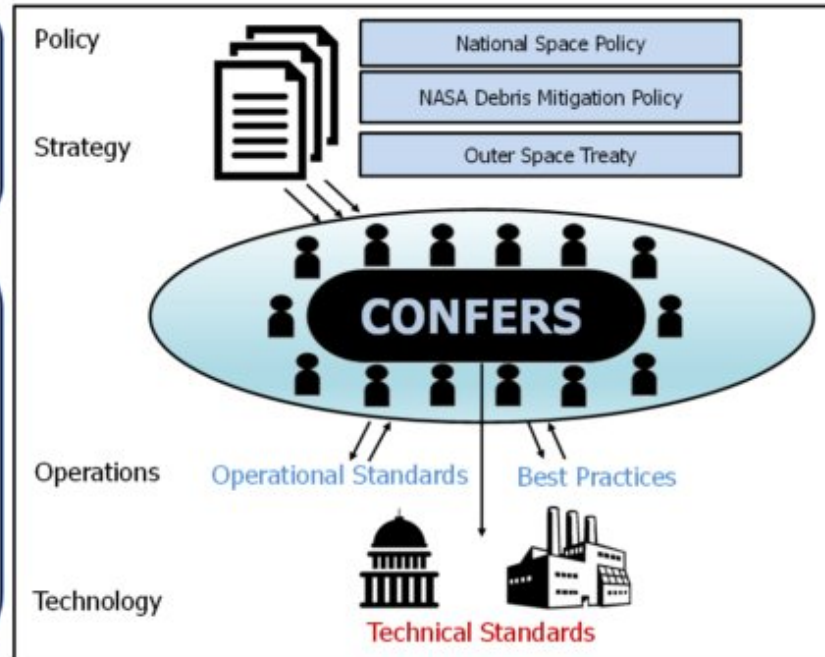 Policy
National Space Policy
NASA Debris Mitigation Policy
Strategy
Outer Space Treaty
CONFERS
Operations
Operational Standards
Best Practices
Technology
Technical Standards